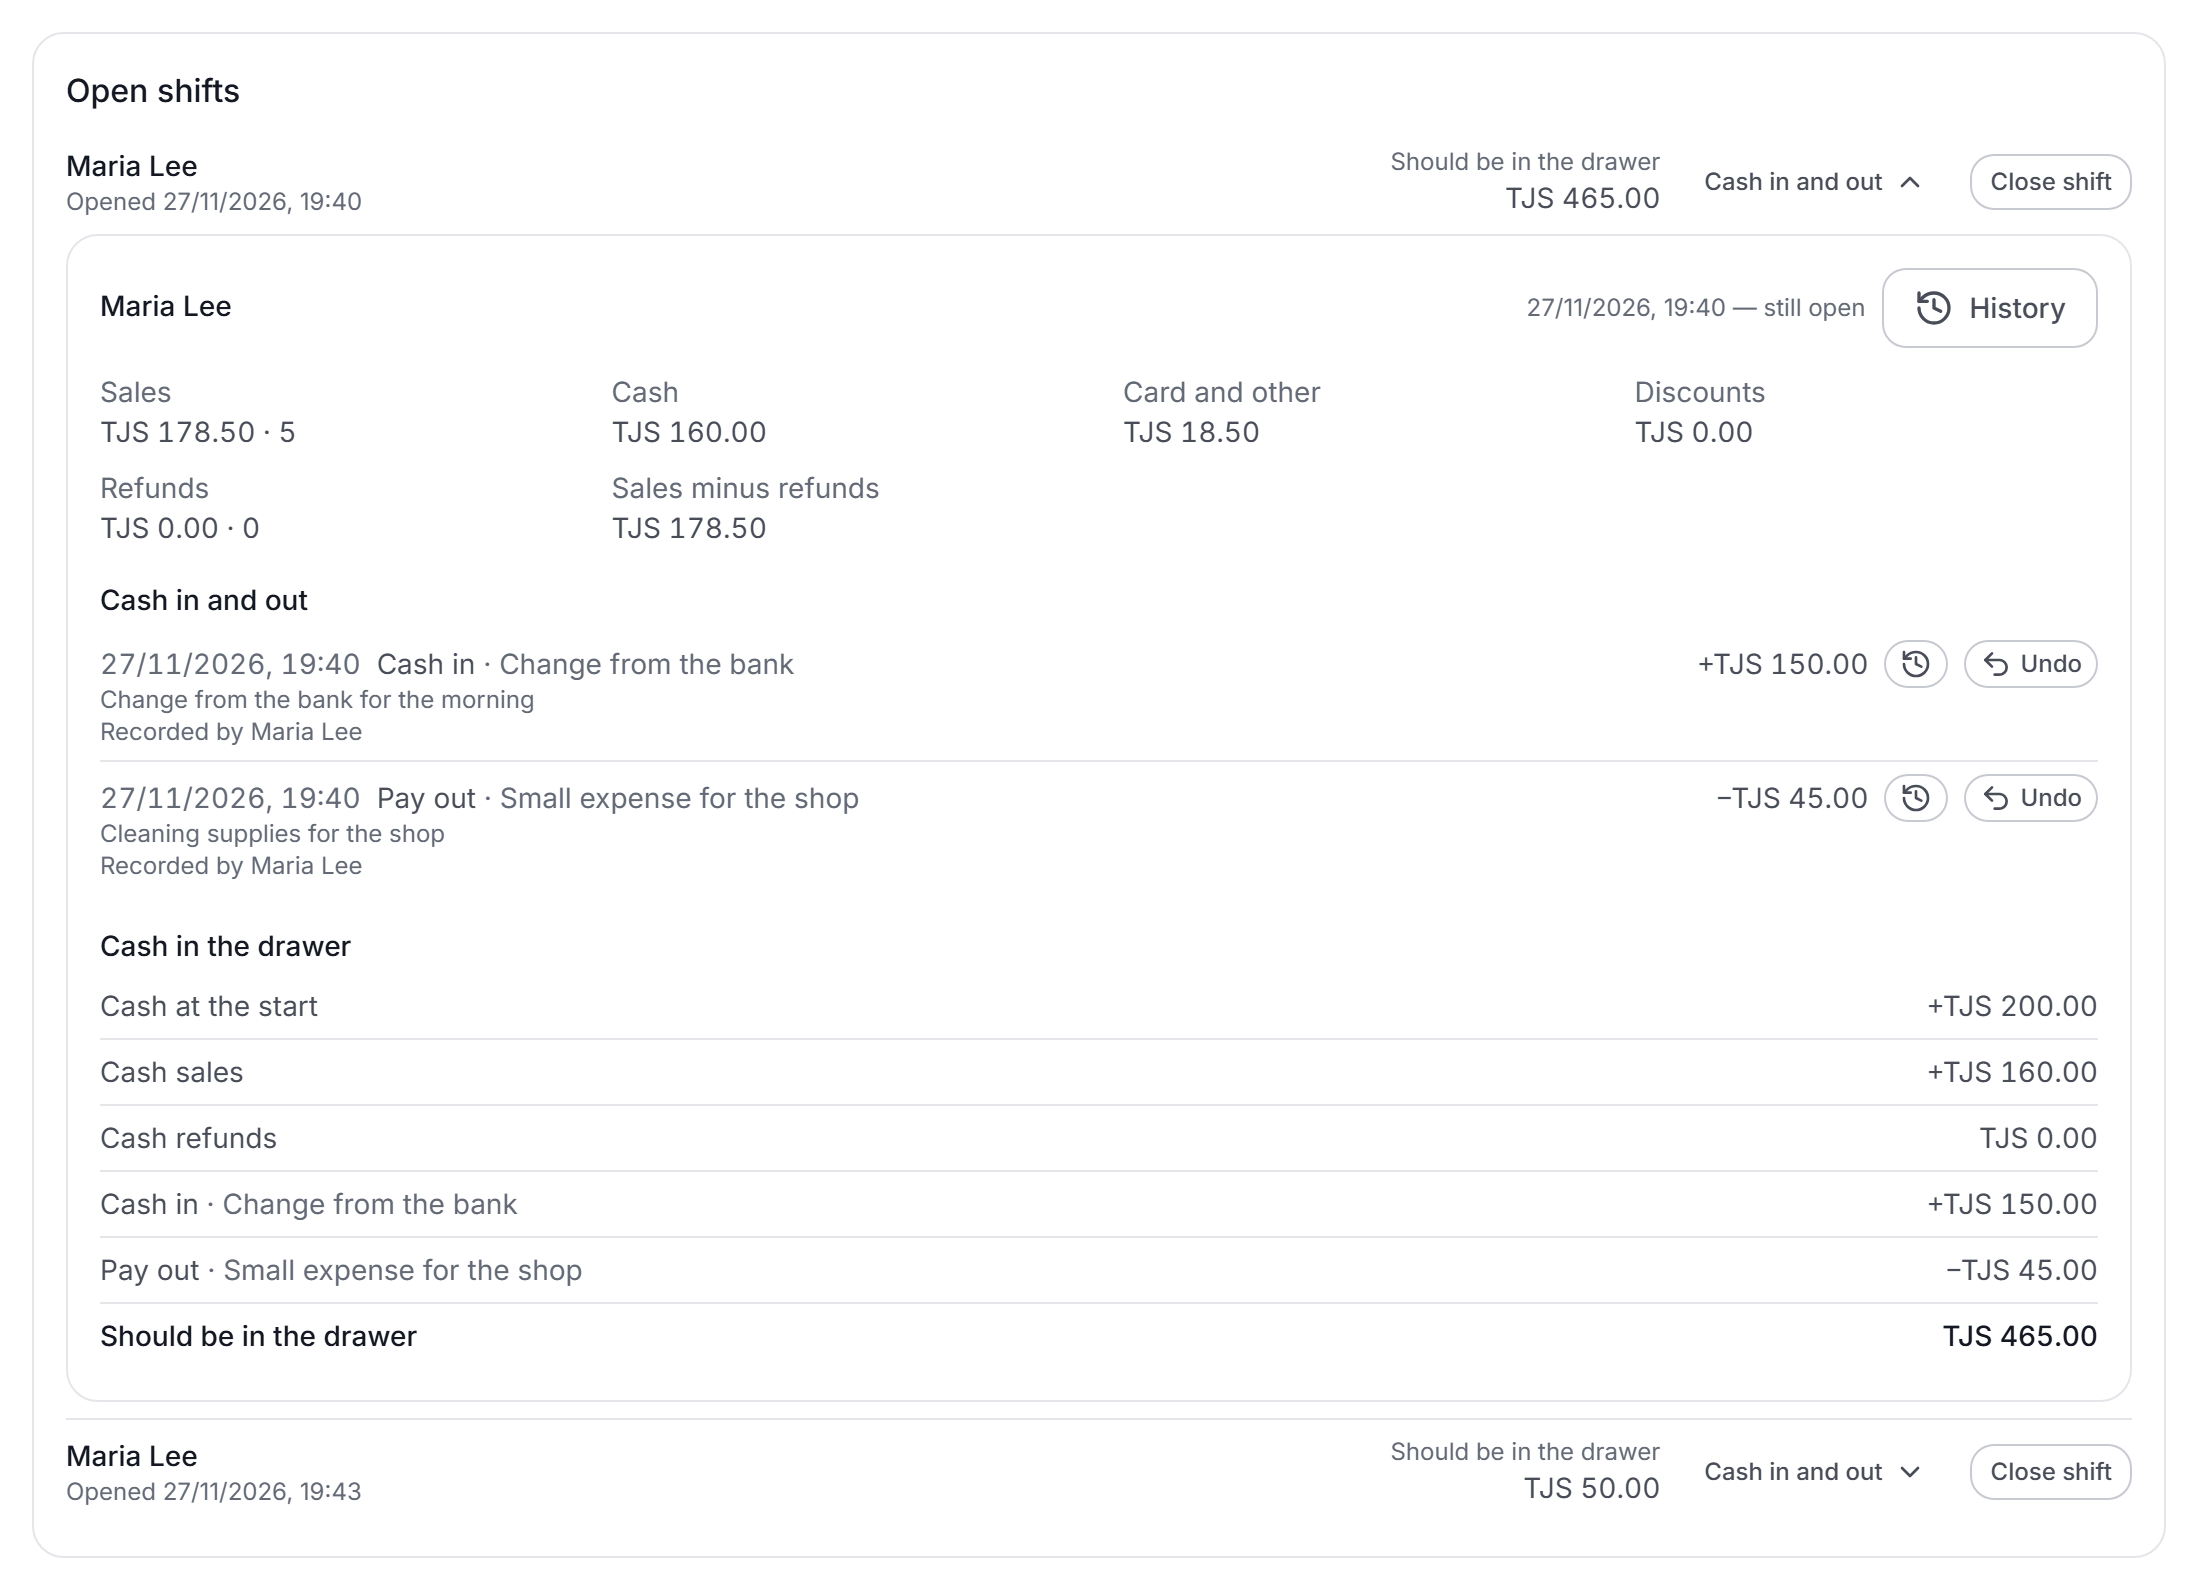 Open shifts
Maria Lee
Opened 27/11/2026, 19:40
Should be in the drawer
TJS 465.00
Cash in and out
Close shift
Maria Lee
27/11/2026, 19:40 — still open
History
Sales
TJS 178.50 · 5
Cash
TJS 160.00
Card and other
TJS 18.50
Discounts
TJS 0.00
Refunds
TJS 0.00 · 0
Sales minus refunds
TJS 178.50
Cash in and out
27/11/2026, 19:40 Cash in · Change from the bank
+TJS 150.00
Undo
Change from the bank for the morning
Recorded by Maria Lee
27/11/2026, 19:40 Pay out · Small expense for the shop
−TJS 45.00
Undo
Cleaning supplies for the shop
Recorded by Maria Lee
Cash in the drawer
Cash at the start +TJS 200.00
Cash sales +TJS 160.00
Cash refunds TJS 0.00
Cash in · Change from the bank +TJS 150.00
Pay out · Small expense for the shop −TJS 45.00
Should be in the drawer TJS 465.00
Maria Lee
Opened 27/11/2026, 19:43
Should be in the drawer
TJS 50.00
Cash in and out
Close shift